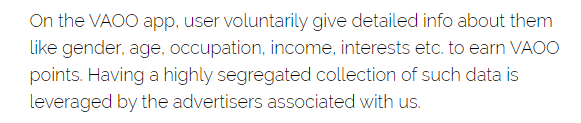 On the VAOO app, user voluntarily give detailed info about them
like gender, age, occupation, income, interests etc. to earn VAOO
points. Having a highly segregated collection of such data is
leveraged by the advertisers associated with us.